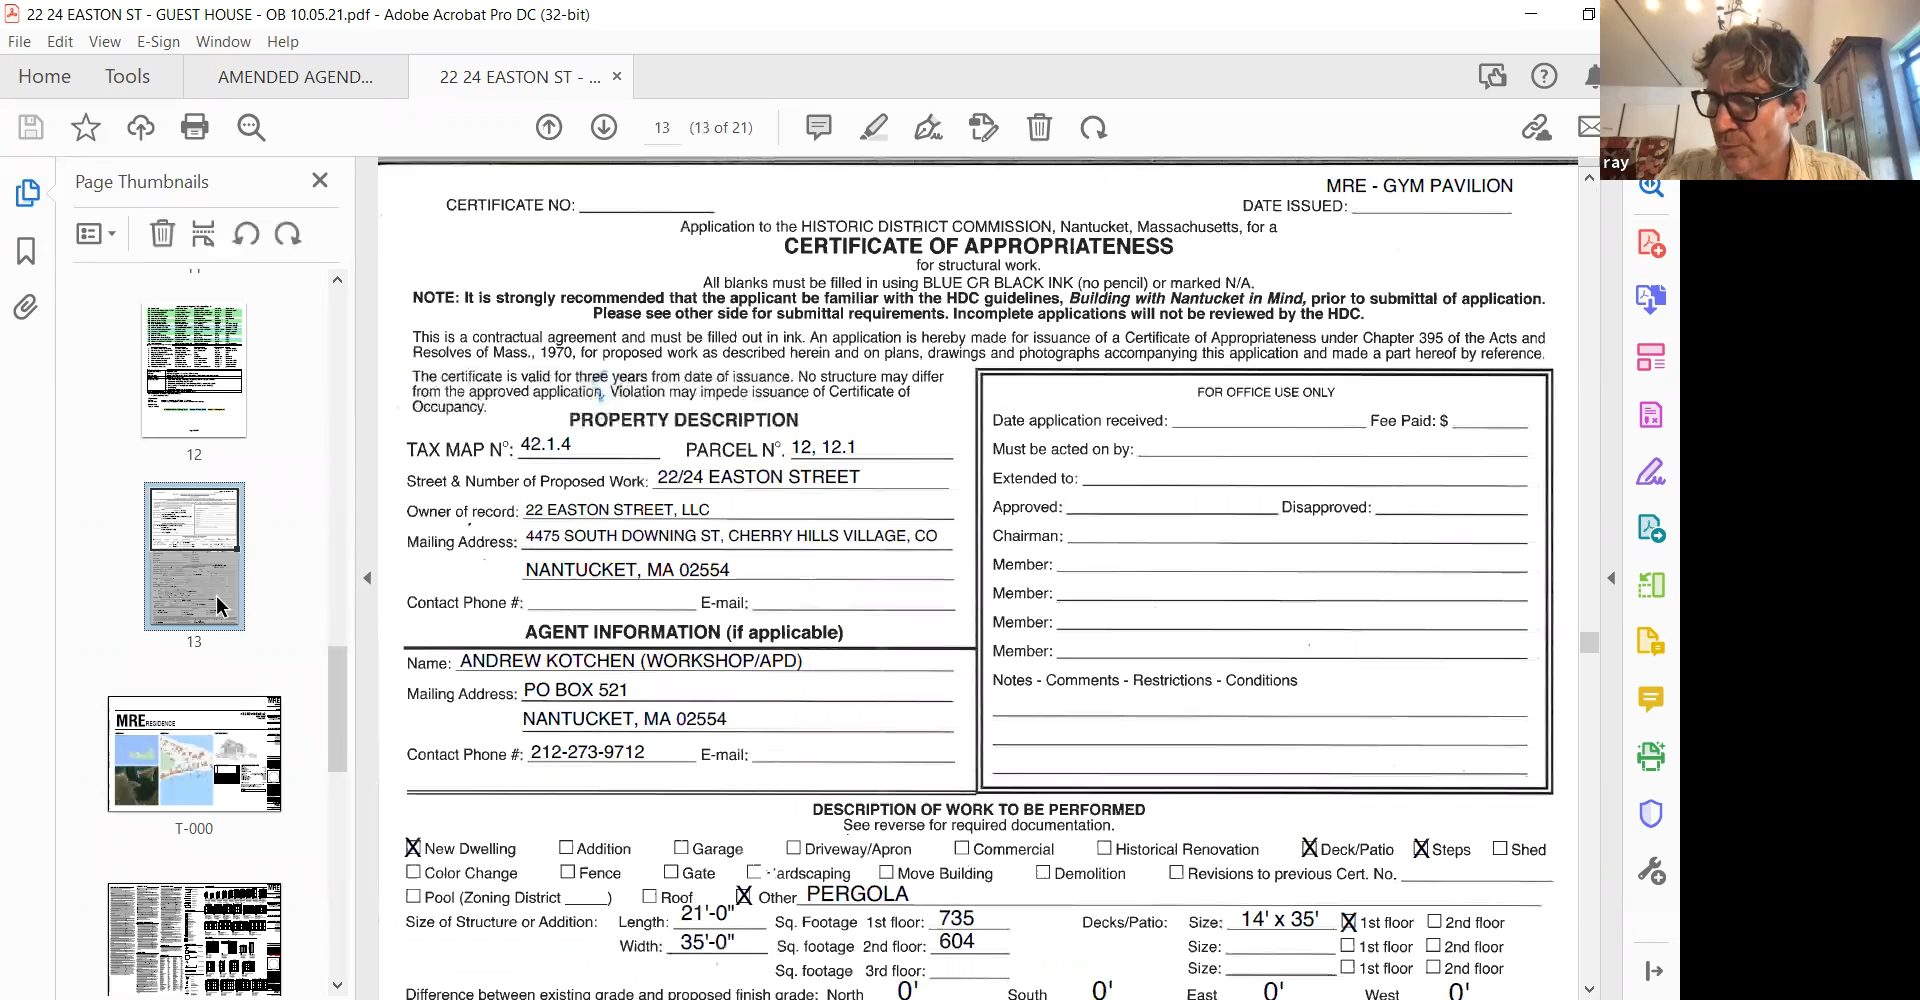 22 24 EASTON ST - GUEST HOUSE - OB 10.05.21.pdf - Adobe Acrobat Pro DC (32-bit)
File Edit View E-Sign Window Help
Home Tools AMENDED AGEND... 22 24 EASTON ST - ... ×
13 (13 of 21)
ray
Page Thumbnails
12
13
MRE RESIDENCE
T-000
MRE - GYM PAVILION
CERTIFICATE NO: DATE ISSUED:
Application to the HISTORIC DISTRICT COMMISSION, Nantucket, Massachusetts, for a
CERTIFICATE OF APPROPRIATENESS
for structural work.
All blanks must be filled in using BLUE OR BLACK INK (no pencil) or marked N/A.
NOTE: It is strongly recommended that the applicant be familiar with the HDC guidelines, Building with Nantucket in Mind, prior to submittal of application.
Please see other side for submittal requirements. Incomplete applications will not be reviewed by the HDC.
This is a contractual agreement and must be filled out in ink. An application is hereby made for issuance of a Certificate of Appropriateness under Chapter 395 of the Acts and
Resolves of Mass., 1970, for proposed work as described herein and on plans, drawings and photographs accompanying this application and made a part hereof by reference.
The certificate is valid for three years from date of issuance. No structure may differ
from the approved application. Violation may impede issuance of Certificate of
Occupancy.
PROPERTY DESCRIPTION
TAX MAP N°: 42.1.4 PARCEL N°. 12, 12.1
Street & Number of Proposed Work: 22/24 EASTON STREET
Owner of record: 22 EASTON STREET, LLC
Mailing Address: 4475 SOUTH DOWNING ST, CHERRY HILLS VILLAGE, CO
NANTUCKET, MA 02554
Contact Phone #: E-mail:
AGENT INFORMATION (if applicable)
Name: ANDREW KOTCHEN (WORKSHOP/APD)
Mailing Address: PO BOX 521
NANTUCKET, MA 02554
Contact Phone #: 212-273-9712 E-mail:
FOR OFFICE USE ONLY
Date application received: Fee Paid: $
Must be acted on by:
Extended to:
Approved: Disapproved:
Chairman:
Member:
Member:
Member:
Member:
Notes - Comments - Restrictions - Conditions
DESCRIPTION OF WORK TO BE PERFORMED
See reverse for required documentation.
X New Dwelling Addition Garage Driveway/Apron Commercial Historical Renovation X Deck/Patio X Steps Shed
Color Change Fence Gate ardscaping Move Building Demolition Revisions to previous Cert. No.
Pool (Zoning District ) Roof X Other PERGOLA
Size of Structure or Addition: Length: 21'-0" Sq. Footage 1st floor: 735 Decks/Patio: Size: 14' x 35' X 1st floor 2nd floor
Width: 35'-0" Sq. footage 2nd floor: 604 Size: 1st floor 2nd floor
Sq. footage 3rd floor: Size: 1st floor 2nd floor
Difference between existing grade and proposed finish grade: North 0' South 0' East 0' West 0'